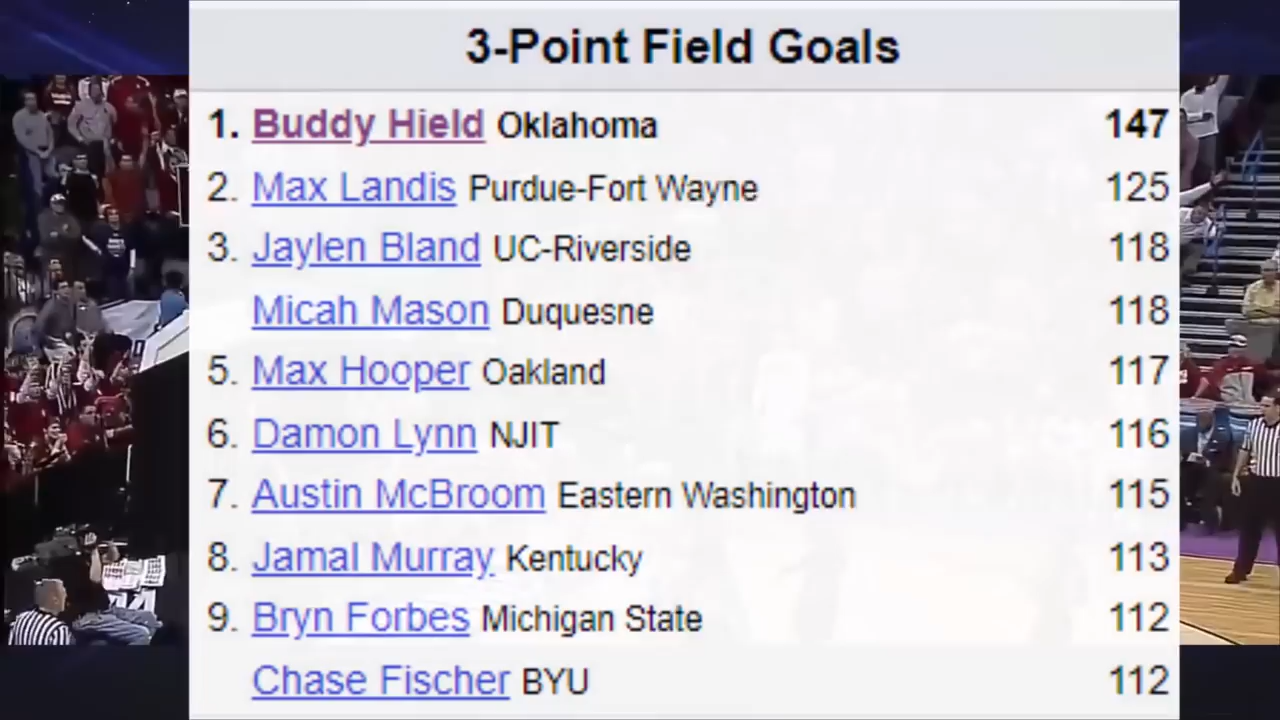 3-Point Field Goals
1. Buddy Hield Oklahoma 147
2. Max Landis Purdue-Fort Wayne 125
3. Jaylen Bland UC-Riverside 118
Micah Mason Duquesne 118
5. Max Hooper Oakland 117
6. Damon Lynn NJIT 116
7. Austin McBroom Eastern Washington 115
8. Jamal Murray Kentucky 113
9. Bryn Forbes Michigan State 112
Chase Fischer BYU 112